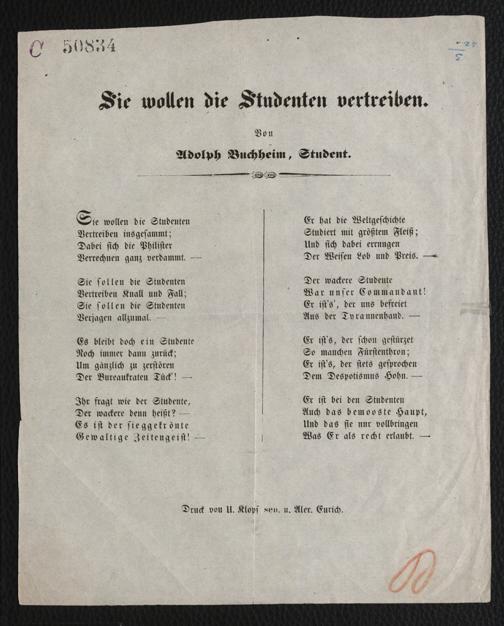 C 50834
Sie wollen die Studenten vertreiben.
Von
Adolph Buchheim, Student.
Sie wollen die Studenten
Vertreiben insgesammt;
Dabei sich die Philister
Verrechnen ganz verdammt. —
Sie sollen die Studenten
Vertreiben Knall und Fall;
Sie sollen die Studenten
Verjagen allzumal. —
Es bleibt doch ein Studente
Noch immer dann zurück;
Um gänzlich zu zerstören
Der Bureaukraten Tück'! —
Ihr fragt wie der Studente,
Der wackere denn heißt? —
Es ist der sieggekrönte
Gewaltige Zeitengeist! —
Er hat die Weltgeschichte
Studiert mit größtem Fleiß;
Und sich dabei errungen
Der Weisen Lob und Preis. —
Der wackere Studente
War unser Commandant!
Er ist's', der uns befreiet
Aus der Tyrannenhand. —
Er ist's, der schon gestürzet
So manchen Fürstenthron;
Er ist's, der stets gesprochen
Dem Despotismus Hohn. —
Er ist bei den Studenten
Auch das bemooste Haupt,
Und das sie nur vollbringen
Was Er als recht erlaubt. —
Druck von U. Klopf sen. u. Alex. Eurich.